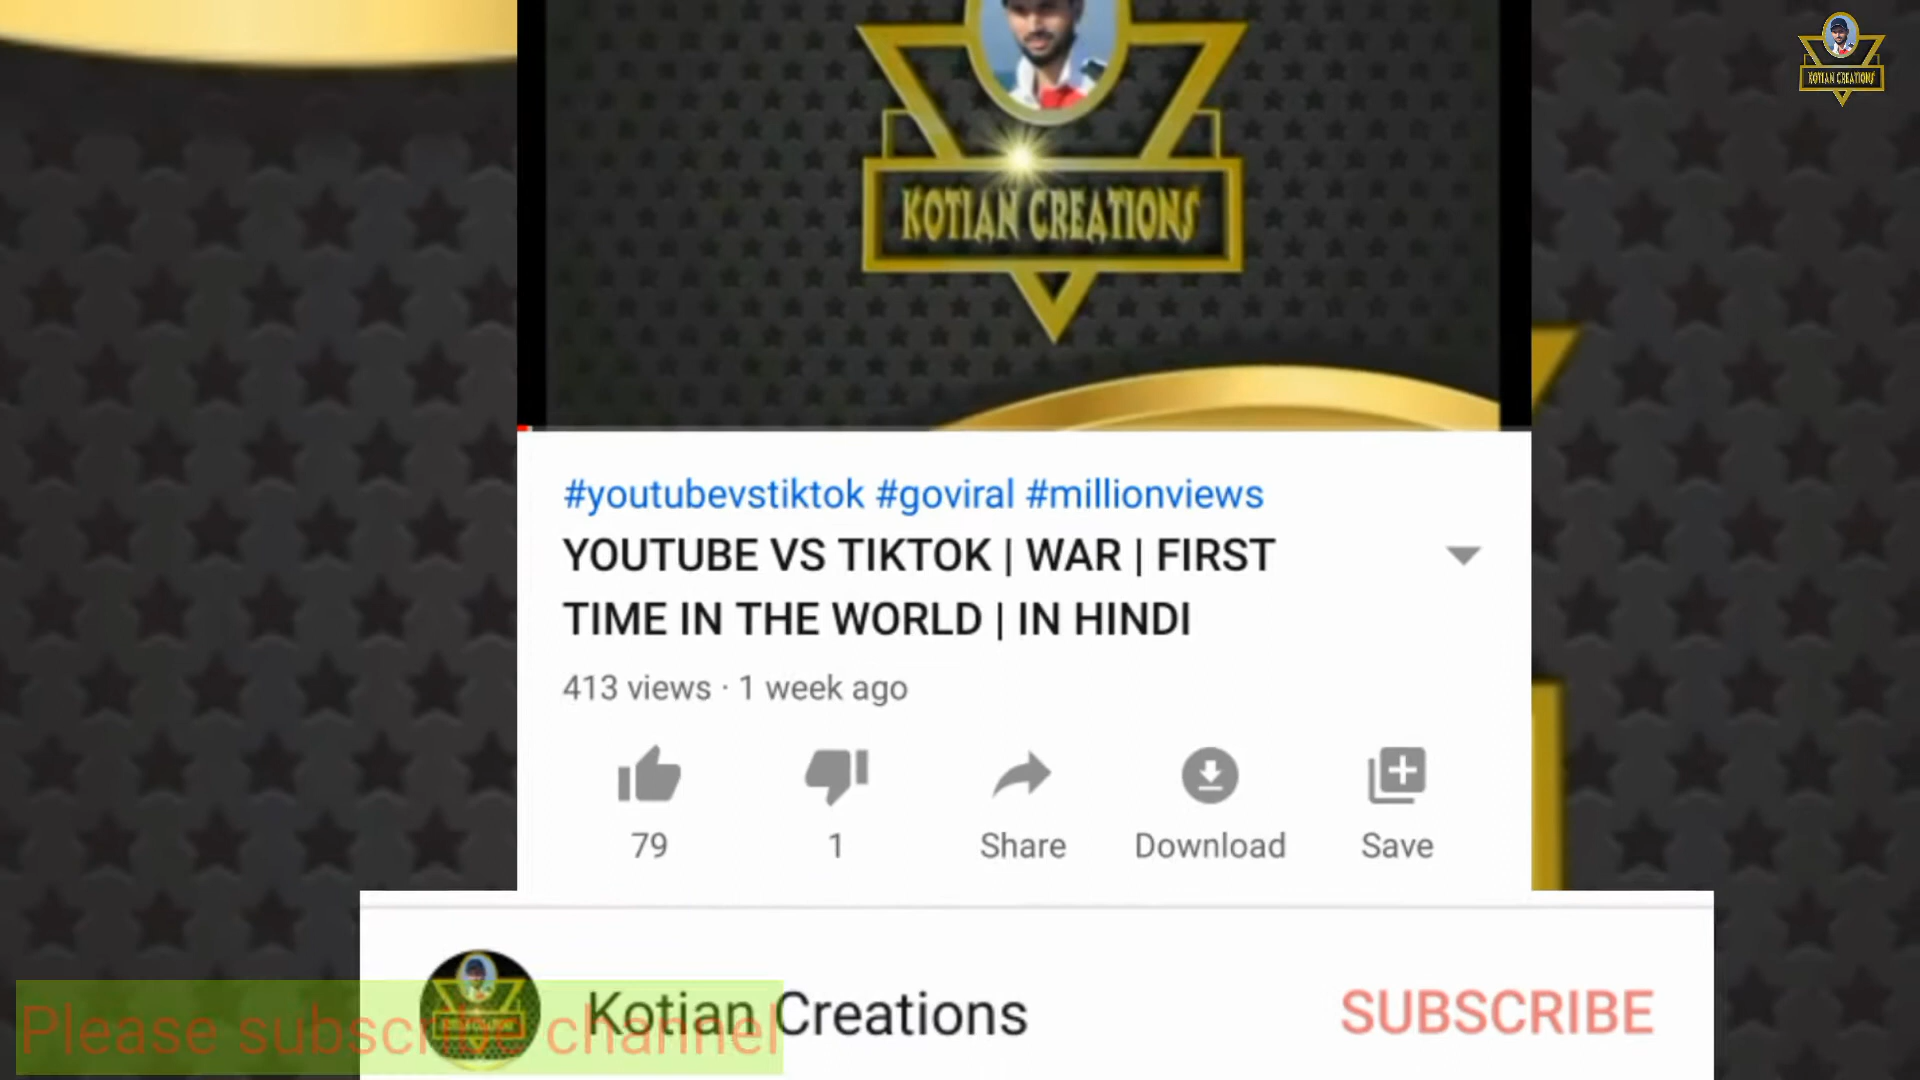 KOTIAN CREATIONS
KOTIAN CREATIONS
#youtubevstiktok #goviral #millionviews
YOUTUBE VS TIKTOK | WAR | FIRST
TIME IN THE WORLD | IN HINDI
413 views · 1 week ago
79 1 Share Download Save
Kotian Creations SUBSCRIBE
Please subscribe channel